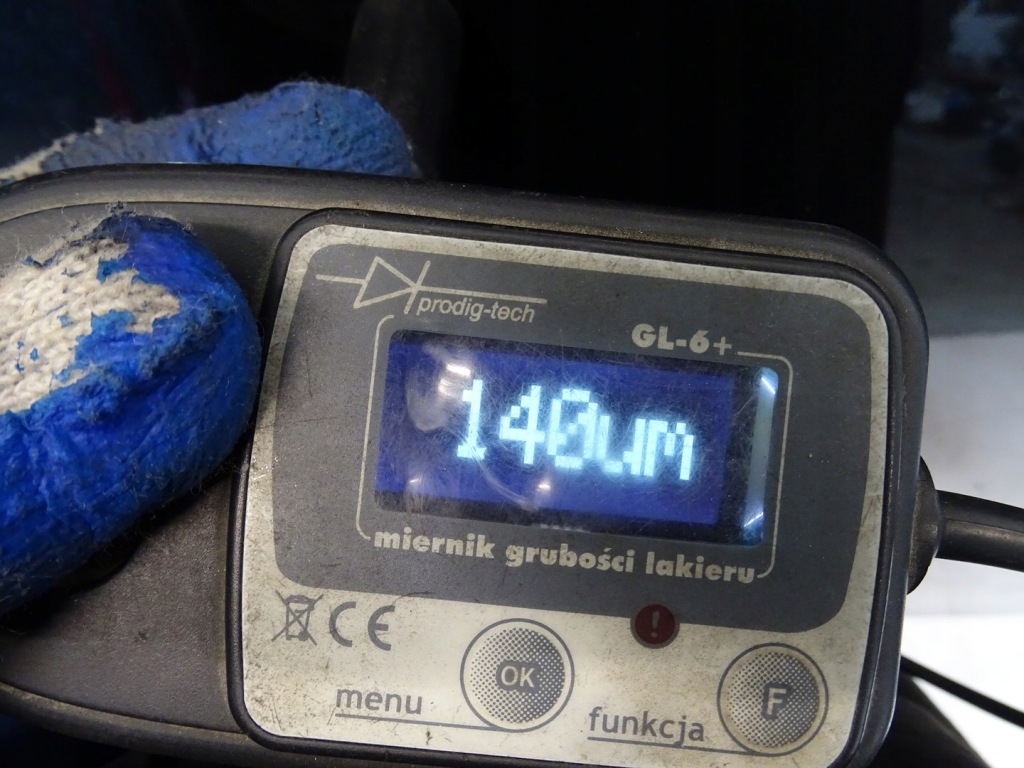 prodig-tech
GL-6+
140um
miernik grubości lakieru
CE
!
OK
F
menu
funkcja